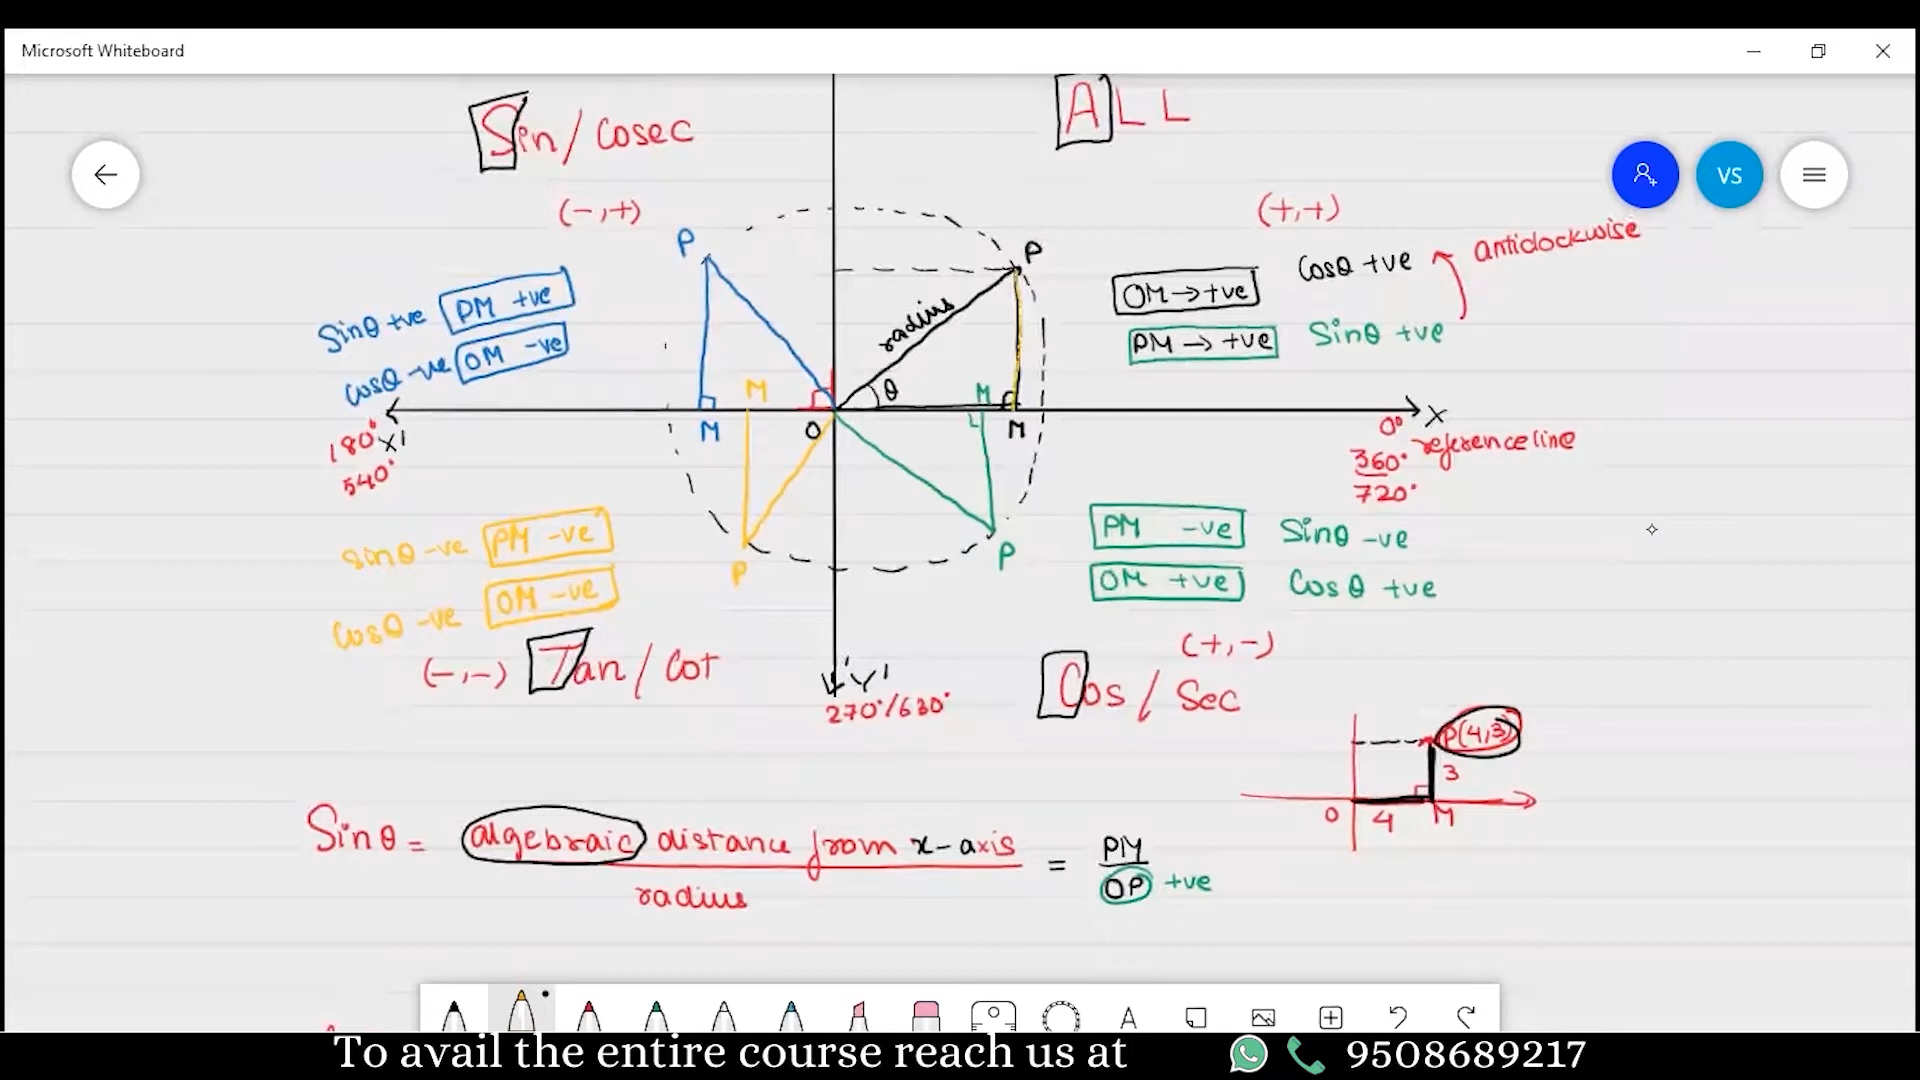 Microsoft Whiteboard
Sin / Cosec
ALL
VS
(-,+)
(+,+)
P
P
Cosθ +ve
anticlockwise
Sinθ +ve PM +ve
radius
OM → +ve
cosθ -ve OM -ve
PM → +ve Sinθ +ve
M
θ
M
M
O
M
X
180° X'
540°
0°
360° reference line
720°
PM -ve Sinθ -ve
sinθ -ve PM -ve
P
P
OM +ve Cos θ +ve
cosθ -ve OM -ve
(-,-) Tan / Cot
Y'
270°/630°
(+,-)
Cos / Sec
P(4,3)
3
O 4 M
Sinθ = algebraic distance from x-axis = PM
radius OP +ve
A
To avail the entire course reach us at 9508689217